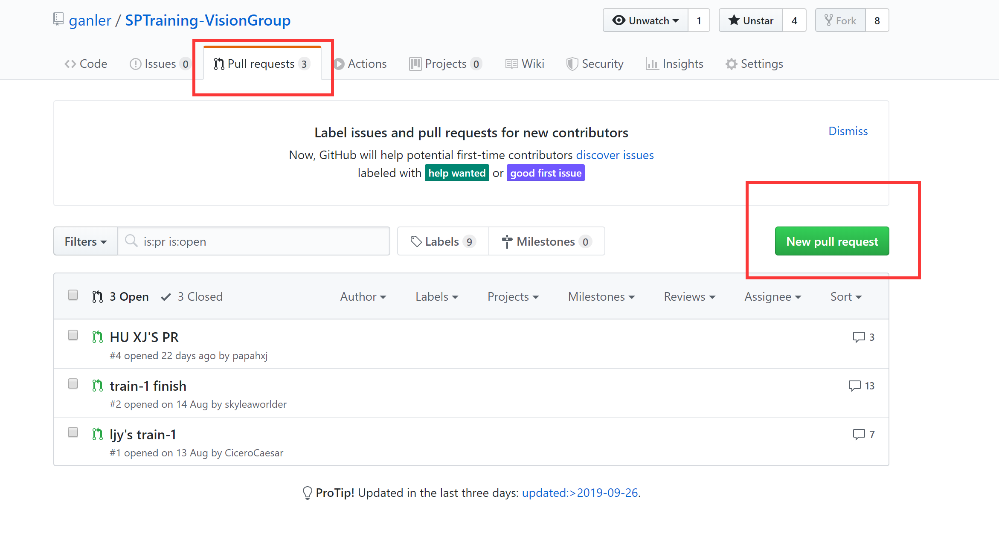 ganler / SPTraining-VisionGroup
Unwatch 1
Unstar 4
Fork 8
Code
Issues 0
Pull requests 3
Actions
Projects 0
Wiki
Security
Insights
Settings
Label issues and pull requests for new contributors
Dismiss
Now, GitHub will help potential first-time contributors discover issues
labeled with help wanted or good first issue
Filters
is:pr is:open
Labels 9
Milestones 0
New pull request
3 Open
3 Closed
Author
Labels
Projects
Milestones
Reviews
Assignee
Sort
HU XJ'S PR
3
#4 opened 22 days ago by papahxj
train-1 finish
13
#2 opened on 14 Aug by skyleaworlder
ljy's train-1
7
#1 opened on 13 Aug by CiceroCaesar
ProTip! Updated in the last three days: updated:>2019-09-26.